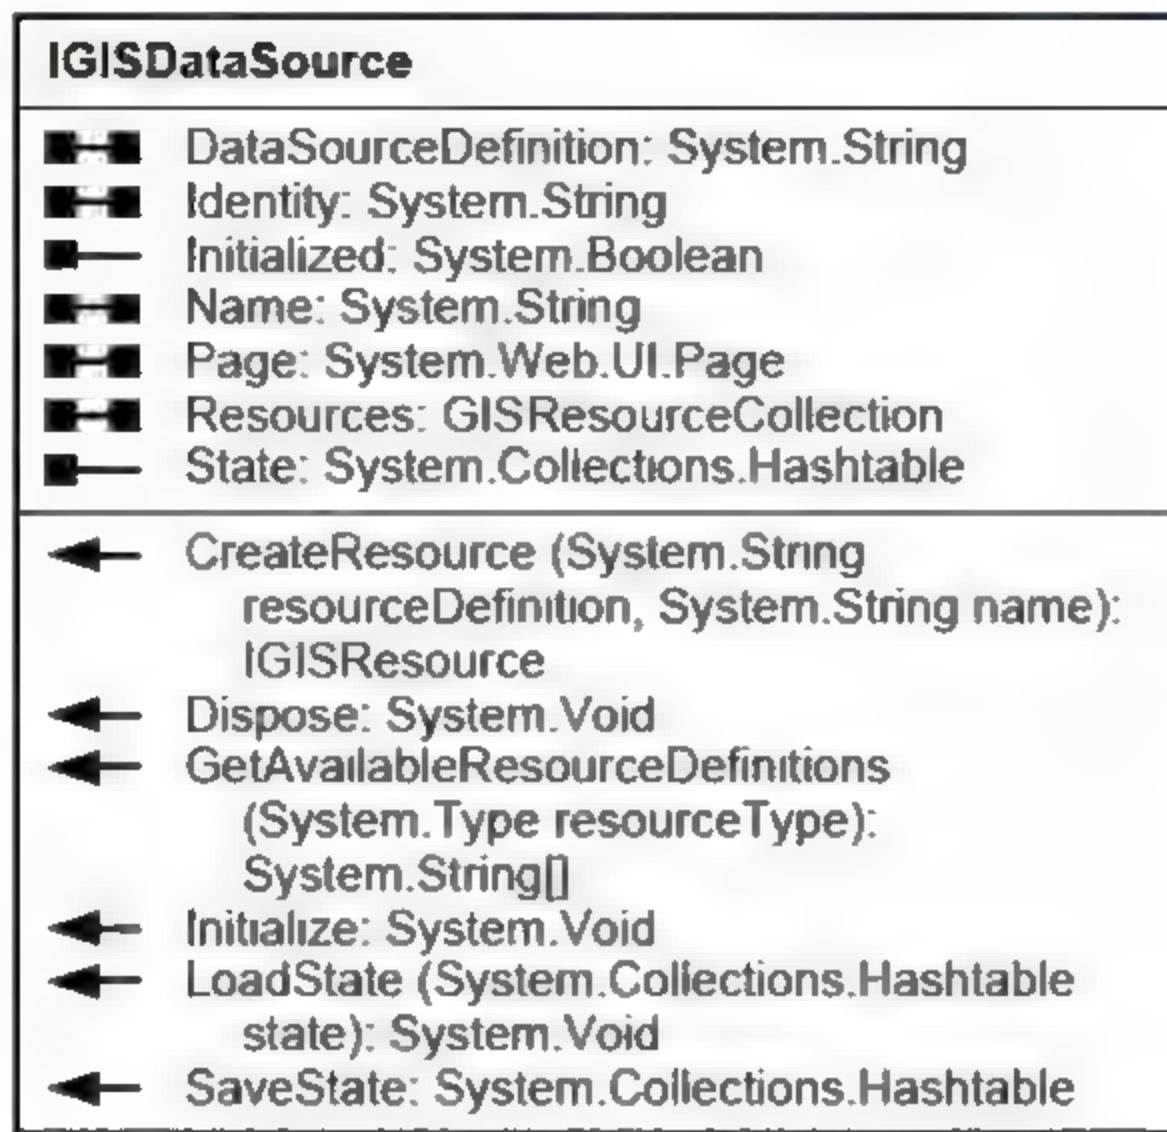 IGISDataSource
DataSourceDefinition: System.String
Identity: System.String
Initialized: System.Boolean
Name: System.String
Page: System.Web.UI.Page
Resources: GISResourceCollection
State: System.Collections.Hashtable
CreateResource (System.String
resourceDefinition, System.String name):
IGISResource
Dispose: System.Void
GetAvailableResourceDefinitions
(System.Type resourceType):
System.String[]
Initialize: System.Void
LoadState (System.Collections.Hashtable
state): System.Void
SaveState: System.Collections.Hashtable